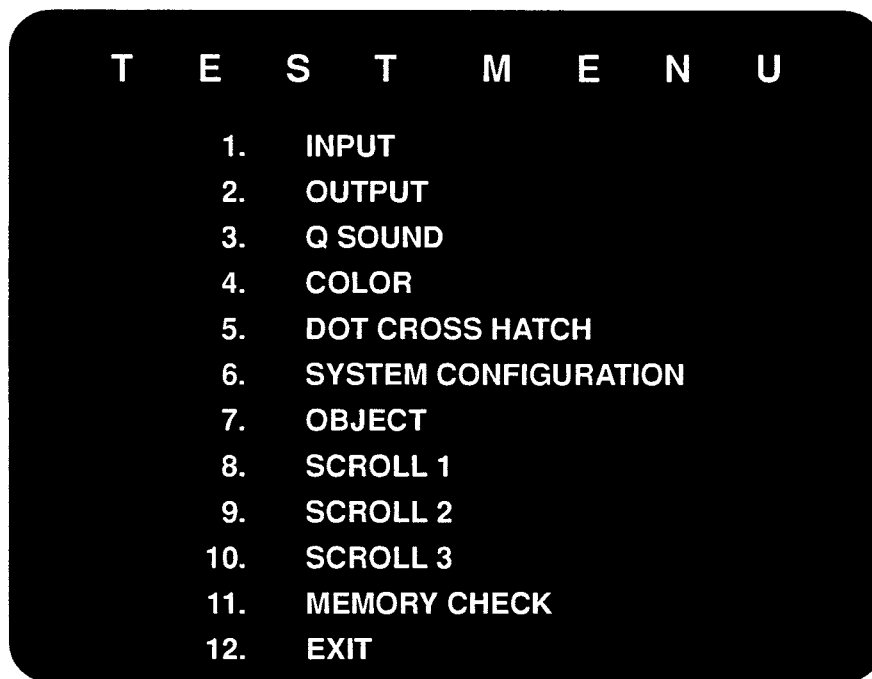 T E S T M E N U
1. INPUT
2. OUTPUT
3. Q SOUND
4. COLOR
5. DOT CROSS HATCH
6. SYSTEM CONFIGURATION
7. OBJECT
8. SCROLL 1
9. SCROLL 2
10. SCROLL 3
11. MEMORY CHECK
12. EXIT